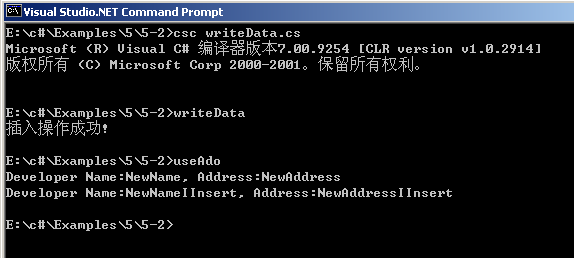 Visual Studio.NET Command Prompt
E:\c#\Examples\5\5-2>csc writeData.cs
Microsoft (R) Visual C# 编译器版本7.00.9254 [CLR version v1.0.2914]
版权所有 (C) Microsoft Corp 2000-2001。保留所有权利。
E:\c#\Examples\5\5-2>writeData
插入操作成功!
E:\c#\Examples\5\5-2>useAdo
Developer Name:NewName, Address:NewAddress
Developer Name:NewNameIInsert, Address:NewAddressIInsert
E:\c#\Examples\5\5-2>